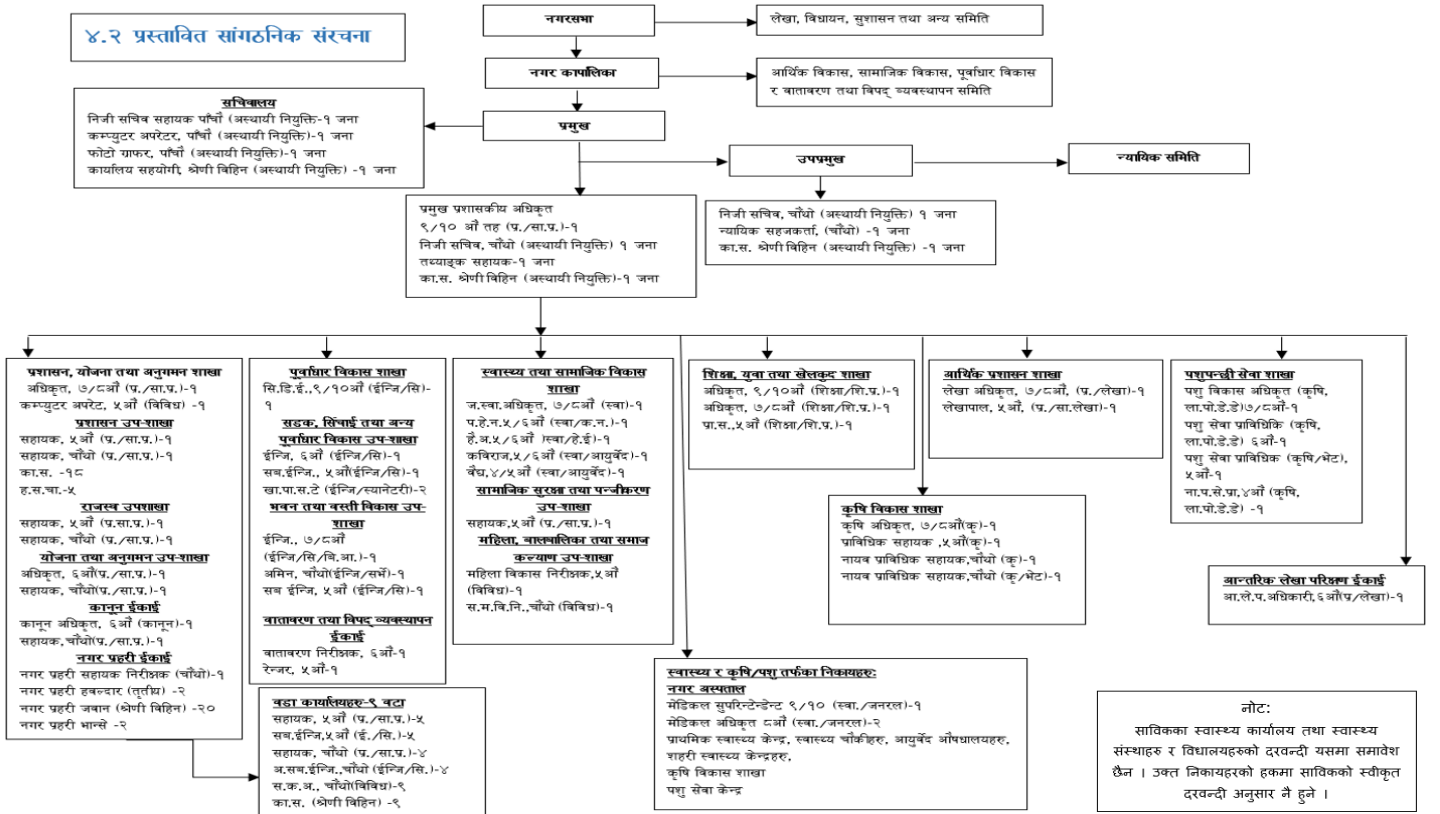 ४.२ प्रस्तावित सांगठनिक संरचना
नगरसभा
लेखा, विधायन, सुशासन तथा अन्य समिति
नगर कापालिका
आर्थिक विकास, सामाजिक विकास, पूर्वाधार विकास
र वातावरण तथा विपद् व्यवस्थापन समिति
सचिवालय
निजी सचिव सहायक पाँचौ (अस्थायी नियुक्ति-१ जना
कम्प्युटर अपरेटर, पाँचौ (अस्थायी नियुक्ति)-१ जना
फोटो ग्राफर, पाँचौ (अस्थायी नियुक्ति)-१ जना
कार्यालय सहयोगी, श्रेणी विहिन (अस्थायी नियुक्ति) -१ जना
प्रमुख
उपप्रमुख
न्यायिक समिति
प्रमुख प्रशासकीय अधिकृत
९/१० औं तह (प्र./सा.प्र.)-१
निजी सचिव, चौंथो (अस्थायी नियुक्ति) १ जना
तथ्याङ्क सहायक-१ जना
का.स. श्रेणी विहिन (अस्थायी नियुक्ति)-१ जना
निजी सचिव, चौंथो (अस्थायी नियुक्ति) १ जना
न्यायिक सहजकर्ता, (चौंथो) -१ जना
का.स. श्रेणी विहिन (अस्थायी नियुक्ति) -१ जना
प्रशासन, योजना तथा अनुगमन शाखा
अधिकृत, ७/८औं (प्र./सा.प्र.)-१
कम्प्युटर अपरेट, ५औं (विविध) -१
प्रशासन उप-शाखा
सहायक, ५औं (प्र./सा.प्र.)-१
सहायक, चौंथो (प्र./सा.प्र.)-१
का.स. -१८
ह.स.चा.-५
राजस्व उपशाखा
सहायक, ५औं (प्र.सा.प्र.)-१
सहायक, चौंथो (प्र./सा.प्र.)-१
योजना तथा अनुगमन उप-शाखा
अधिकृत, ६औं(प्र./सा.प्र.)-१
सहायक, चौंथो(प्र./सा.प्र.)-१
कानून ईकाई
कानून अधिकृत, ६औं (कानून)-१
सहायक,चौंथो(प्र./सा.प्र.)-१
नगर प्रहरी ईकाई
नगर प्रहरी सहायक निरीक्षक (चौंथो)-१
नगर प्रहरी हवल्दार (तृतीय) -२
नगर प्रहरी जवान (श्रेणी विहिन) -२०
नगर प्रहरी भान्से -२
पूर्वाधार विकास शाखा
सि.डि.ई.,९/१०औं (ईन्जि/सि)-
१
सडक, सिंचाई तथा अन्य
पूर्वाधार विकास उप-शाखा
ईन्जि, ६औं (ईन्जि/सि)-१
सब.ईन्जि., ५औं(ईन्जि/सि)-१
खा.पा.स.टे (ईन्जि/स्यानेटरी)-२
भवन तथा वस्ती विकास उप-
शाखा
ईन्जि., ७/८औं
(ईन्जि/सि/वि.आ.)-१
अमिन, चौंथो(ईन्जि/सर्भे)-१
सब ईन्जि, ५औं (ईन्जि/सि)-१
वातावरण तथा विपद् व्यवस्थापन
ईकाई
वातावरण निरीक्षक, ६औं-१
रेन्जर, ५औं-१
वडा कार्यालयहरु-९ वटा
सहायक, ५औं (प्र./सा.प्र.)-५
सब.ईन्जि,५औं (ई./सि.)-५
सहायक, चौंथो (प्र./सा.प्र.)-४
अ.सब.ईन्जि.,चौंथो (ईन्जि/सि.)-४
स.क.अ., चौंथो(विविध)-९
का.स. (श्रेणी विहिन) -९
स्वास्थ्य तथा सामाजिक विकास
शाखा
ज.स्वा.अधिकृत, ७/८औं (स्वा)-१
प.हे.न.५/६औं (स्वा/क.न.)-१
है.अ.५/६औं )स्वा/हे.ई)-१
कविराज,५/६औं (स्वा/आयुर्वेद)-१
वैद्य,४/५औं (स्वा/आयुर्वेद)-१
सामाजिक सुरक्षा तथा पन्जीकरण
उप-शाखा
सहायक,५औं (प्र./सा.प्र.)-१
महिला, बालबालिका तथा समाज
कल्याण उप-शाखा
महिला विकास निरीक्षक,५औं
(विविध)-१
स.म.वि.नि.,चौंथो (विविध)-१
शिक्षा, युवा तथा खेलकुद शाखा
अधिकृत, ९/१०औं (शिक्षा/शि.प्र.)-१
अधिकृत, ७/८औं (शिक्षा/शि.प्र.)-१
प्रा.स.,५औं (शिक्षा/शि.प्र.)-१
आर्थिक प्रशासन शाखा
लेखा अधिकृत, ७/८औं, (प्र./लेखा)-१
लेखापाल, ५औं, (प्र./सा.लेखा)-१
कृषि विकास शाखा
कृषि अधिकृत, ७/८औं(कृ)-१
प्राविधिक सहायक ,५औं(कृ)-१
नायव प्राविधिक सहायक,चौंथो (कृ)-१
नायव प्राविधिक सहायक,चौंथो (कृ/भेट)-१
पशुपन्छी सेवा शाखा
पशु विकास अधिकृत (कृषि,
ला.पो.डे.डे)७/८औं-१
पशु सेवा प्राविधिकि (कृषि,
ला.पो.डे.डे) ६औं-१
पशु सेवा प्राविधिक (कृषि/भेट),
५औं-१
ना.प.से.प्रा,४औं (कृषि,
ला.पो.डे.डे) -१
आन्तरिक लेखा परिक्षण ईकाई
आ.ले.प.अधिकारी,६औं(प्र/लेखा)-१
स्वास्थ्य र कृषि/पशु तर्फका निकायहरु:
नगर अस्पताल
मेडिकल सुपरिन्टेन्डेन्ट ९/१० (स्वा./जनरल)-१
मेडिकल अधिकृत ८औं (स्वा./जनरल)-२
प्राथमिक स्वास्थ्य केन्द्र, स्वास्थ्य चौकीहरु, आयुर्वेद औषधालयहरु,
शहरी स्वास्थ्य केन्द्रहरु,
कृषि विकास शाखा
पशु सेवा केन्द्र
नोट:
साविकका स्वास्थ्य कार्यालय तथा स्वास्थ्य
संस्थाहरु र विधालयहरुको दरवन्दी यसमा समावेश
छैन । उक्त निकायहरको हकमा साविकको स्वीकृत
दरवन्दी अनुसार नै हुने ।